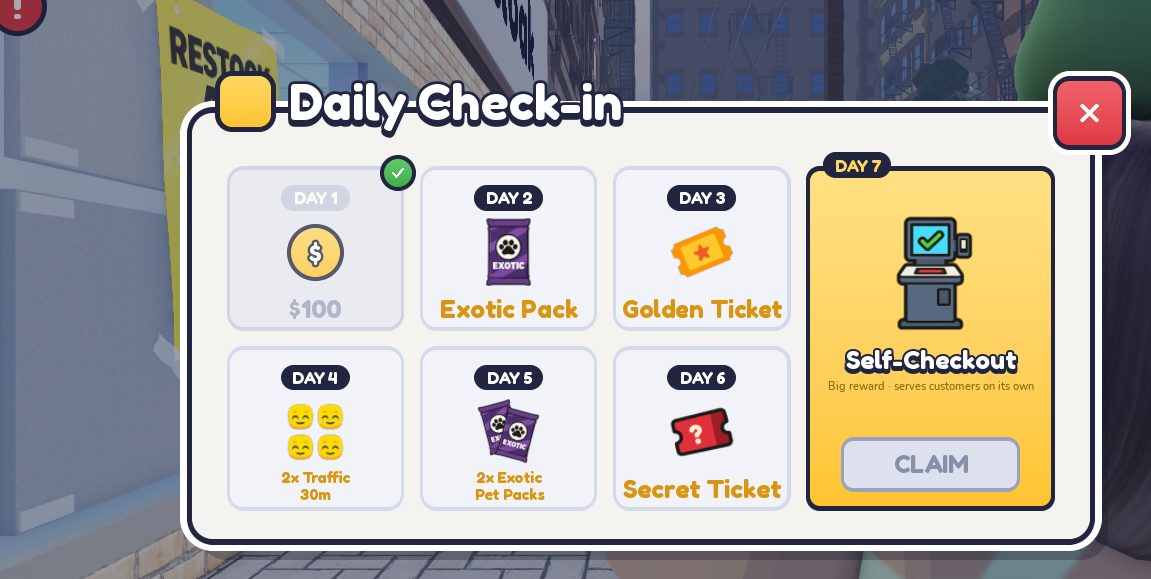 !
RESTOCK
Daily Check-in
DAY 1
$
$100
DAY 2
EXOTIC
Exotic Pack
DAY 3
Golden Ticket
DAY 4
2x Traffic
30m
DAY 5
EXOTIC
2x Exotic
Pet Packs
DAY 6
?
Secret Ticket
DAY 7
Self-Checkout
Big reward · serves customers on its own
CLAIM